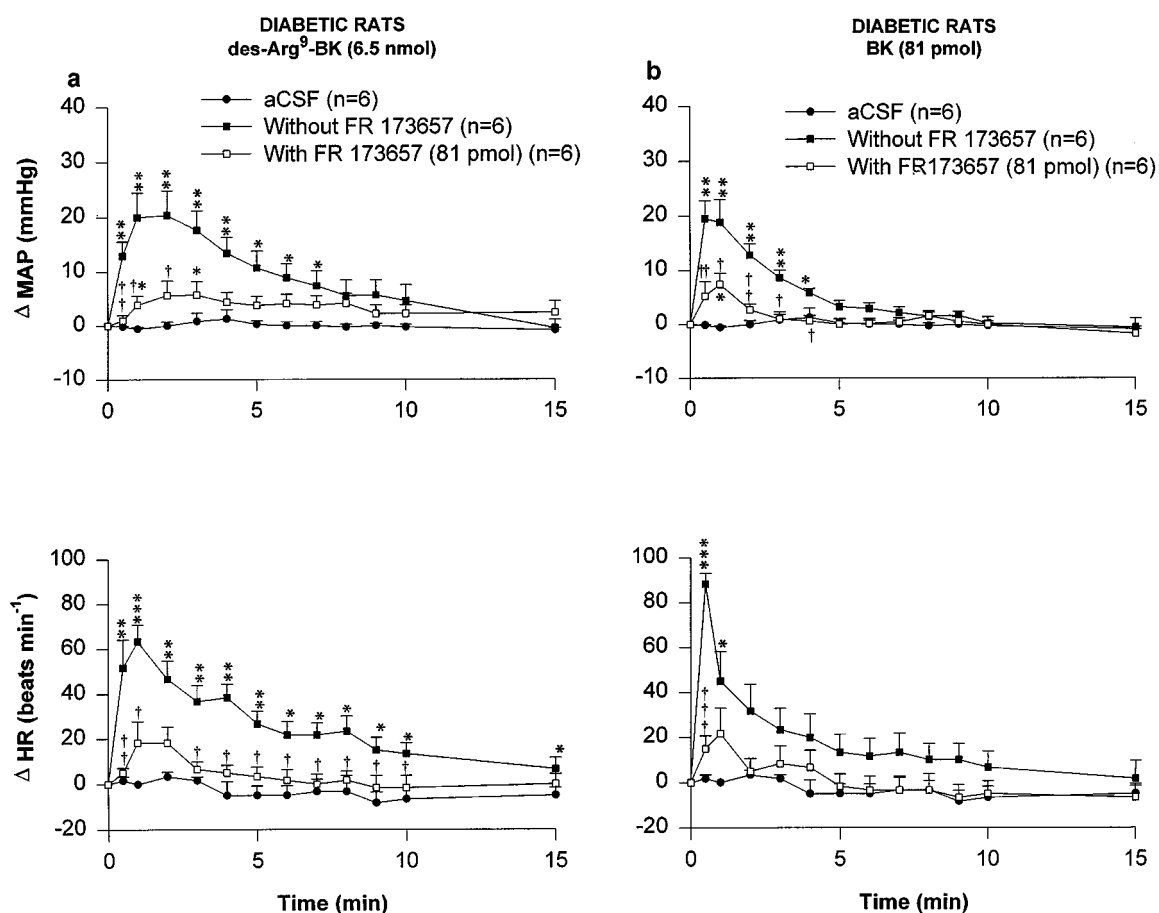 DIABETIC RATS
des-Arg⁹-BK (6.5 nmol)
a
aCSF (n=6)
Without FR 173657 (n=6)
With FR 173657 (81 pmol) (n=6)
Δ MAP (mmHg)
40
30
20
10
0
-10
** ** ** ** ** * * *
†† †* † *
0 5 10 15
DIABETIC RATS
BK (81 pmol)
b
aCSF (n=6)
Without FR 173657 (n=6)
With FR173657 (81 pmol) (n=6)
Δ MAP (mmHg)
40
30
20
10
0
-10
** ** ** ** *
†† † * †† † †
0 5 10 15
Δ HR (beats min⁻¹)
100
80
60
40
20
0
-20
** *** ** ** ** ** * * * * * *
†† † † † † † † † † †
0 5 10 15
Time (min)
100
80
60
40
20
0
-20
*** *
†††
0 5 10 15
Time (min)